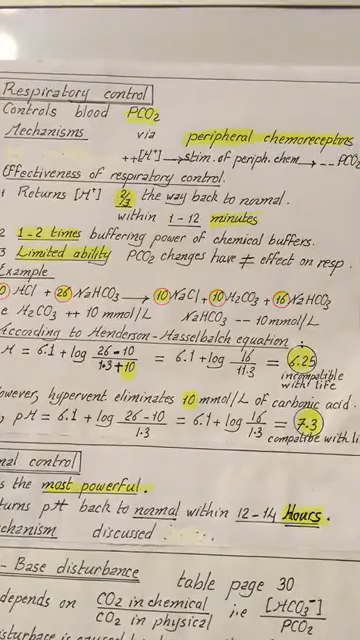 Respiratory control
Controls blood PCO₂
Mechanisms via peripheral chemoreceptors
++[H⁺] → stim. of periph. chem → -- PCO₂
Effectiveness of respiratory control.
1 Returns [H⁺] 2/3 the way back to normal.
within 1-12 minutes
2 1-2 times buffering power of chemical buffers.
3 Limited ability PCO₂ changes have ≠ effect on resp.
Example
0 HCl + 26 NaHCO₃ → 10 NaCl + 10 H₂CO₃ + 16 NaHCO₃
e H₂CO₃ ++ 10 mmol/L NaHCO₃ -- 10 mmol/L
According to Henderson-Hasselbalch equation :
H = 6.1 + log 26-10 / 1.3+10 = 6.1 + log 16 / 11.3 = 6.25
incompatible
with life
owever, hypervent eliminates 10 mmol/L of carbonic acid.
, pH = 6.1 + log 26-10 / 1.3 = 6.1 + log 16 / 1.3 = 7.3
compatibe with li
nal control
s the most powerful.
turns pH back to normal within 12-14 Hours.
chanism discussed
- Base disturbance table page 30
depends on CO₂ in chemical / CO₂ in physical i.e [HCO₃⁻] / PCO₂